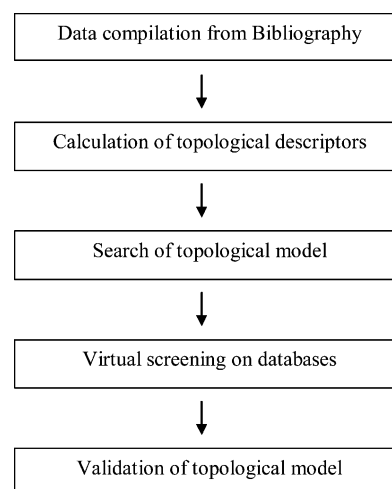 Data compilation from Bibliography
Calculation of topological descriptors
Search of topological model
Virtual screening on databases
Validation of topological model